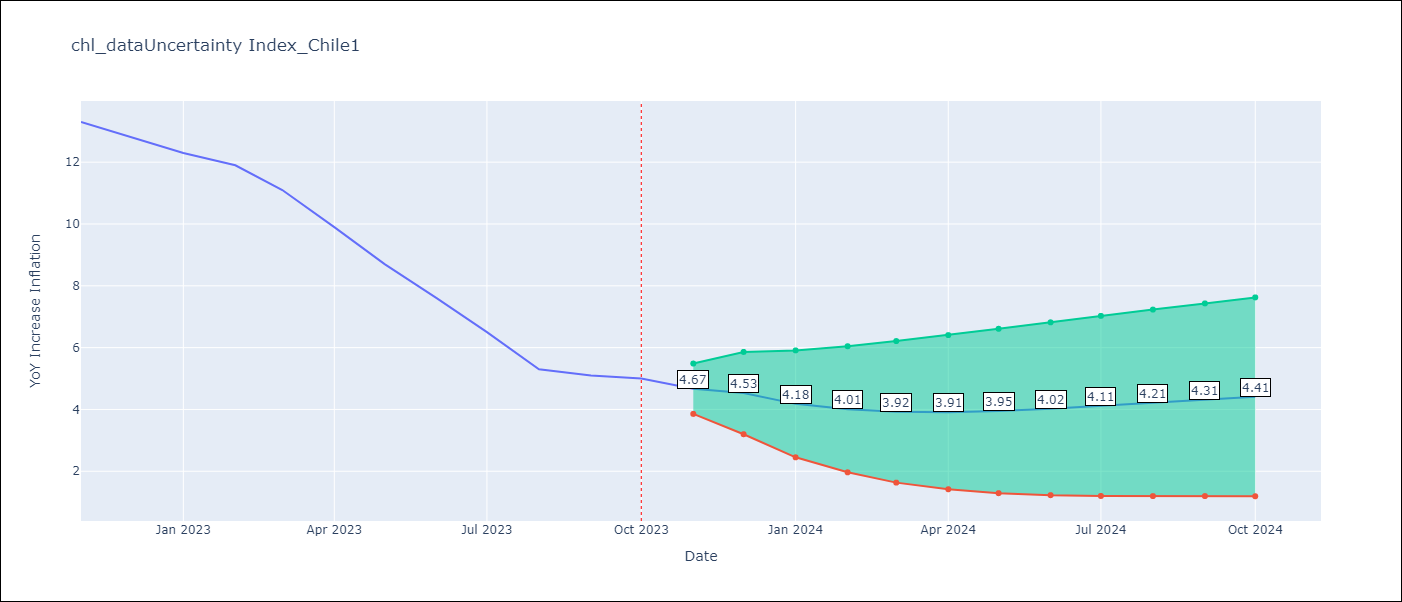 chl_dataUncertainty Index_Chile1
YoY Increase Inflation
12
10
8
6
4
2
4.67
4.53
4.18
4.01
3.92
3.91
3.95
4.02
4.11
4.21
4.31
4.41
Jan 2023
Apr 2023
Jul 2023
Oct 2023
Jan 2024
Apr 2024
Jul 2024
Oct 2024
Date